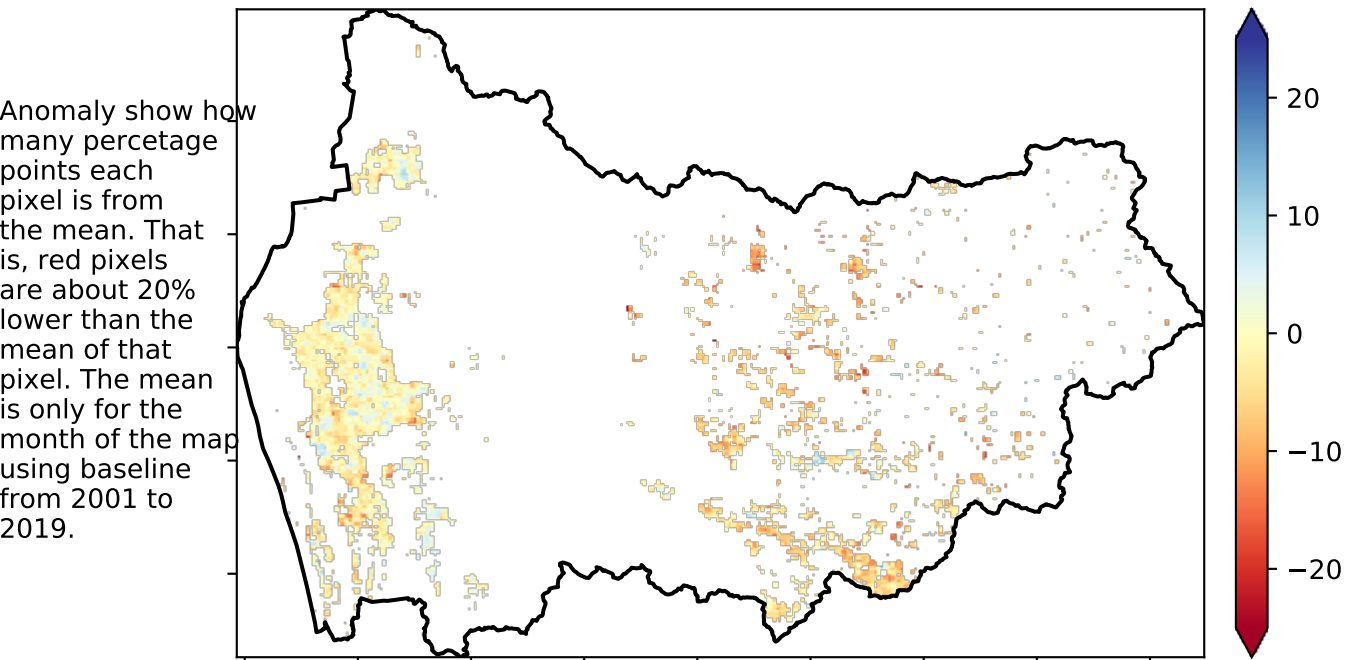 Anomaly show how
many percetage
points each
pixel is from
the mean. That
is, red pixels
are about 20%
lower than the
mean of that
pixel. The mean
is only for the
month of the map
using baseline
from 2001 to
2019.
20
10
0
−10
−20